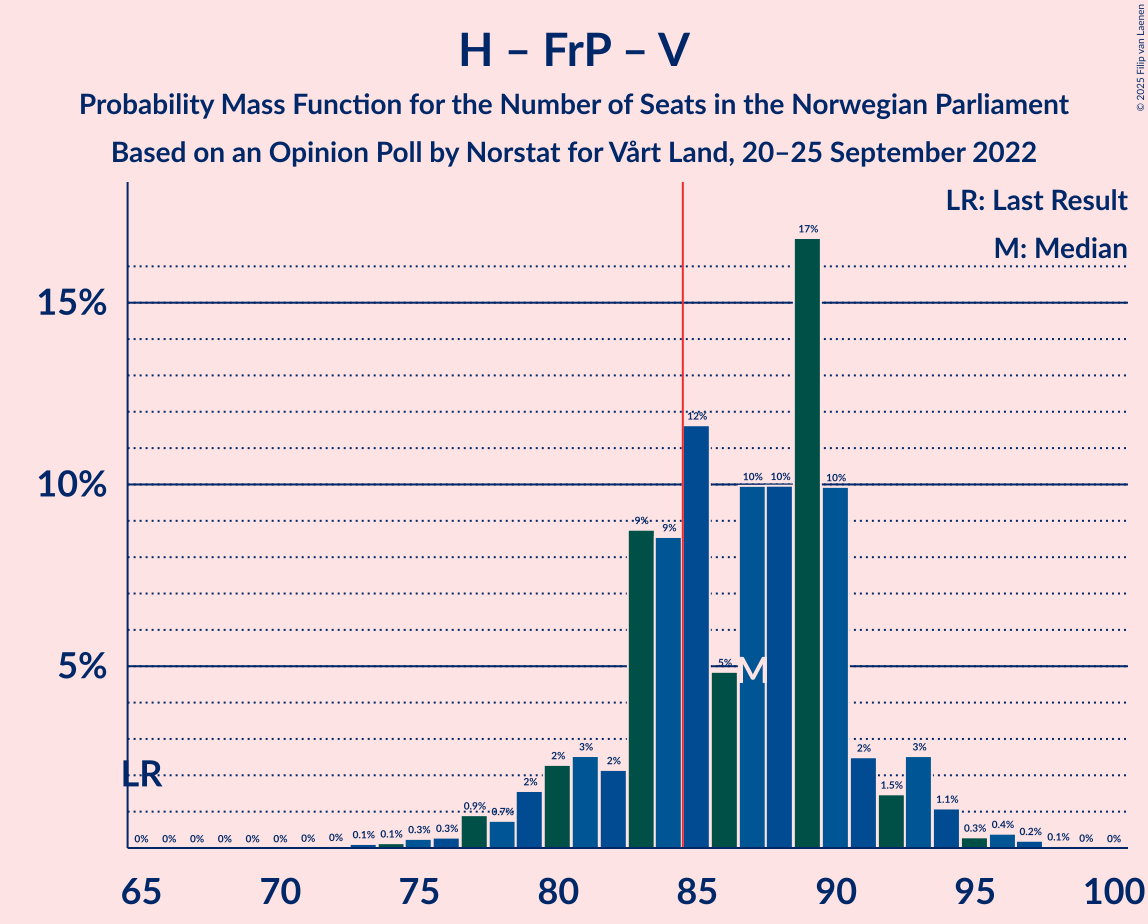 H – FrP – V
Probability Mass Function for the Number of Seats in the Norwegian Parliament
Based on an Opinion Poll by Norstat for Vårt Land, 20–25 September 2022
© 2025 Filip van Laenen
LR: Last Result
M: Median
17%
15%
12%
10%
10% 10% 10%
9% 9%
5%
5%
M
LR
0% 0% 0% 0% 0% 0% 0% 0% 0.1% 0.1% 0.3% 0.3% 0.9% 0.7% 2% 2% 3% 2%
2% 1.5% 3% 1.1% 0.3% 0.4% 0.2% 0.1% 0% 0%
65 70 75 80 85 90 95 100